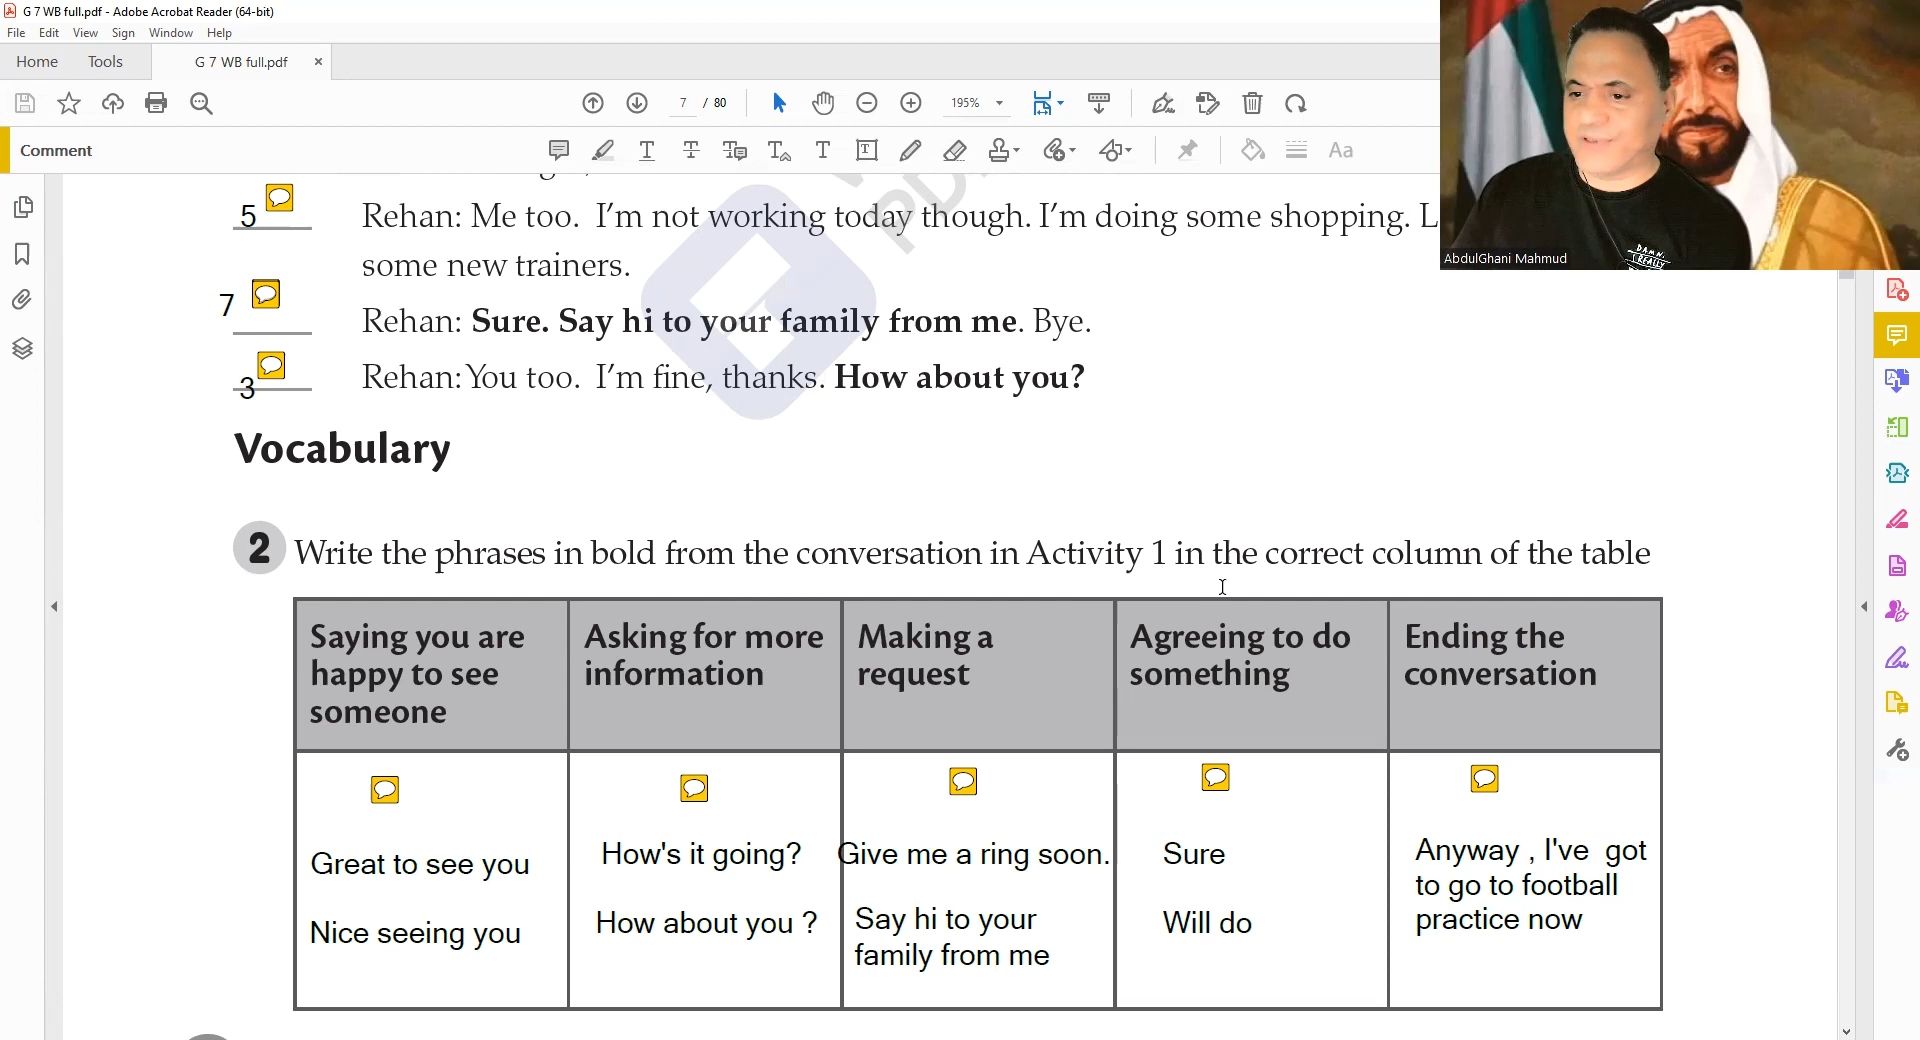 G 7 WB full.pdf - Adobe Acrobat Reader (64-bit)
File Edit View Sign Window Help
Home Tools G 7 WB full.pdf ×
7 / 80 195%
Comment
Aa
5 Rehan: Me too. I'm not working today though. I'm doing some shopping. L
some new trainers.
7 Rehan: Sure. Say hi to your family from me. Bye.
3 Rehan: You too. I'm fine, thanks. How about you?
AbdulGhani Mahmud
DAMN.
I REALLY
Vocabulary
2 Write the phrases in bold from the conversation in Activity 1 in the correct column of the table
Saying you are
happy to see
someone
Asking for more
information
Making a
request
Agreeing to do
something
Ending the
conversation
Great to see you
Nice seeing you
How's it going?
How about you ?
Give me a ring soon.
Say hi to your
family from me
Sure
Will do
Anyway , I've got
to go to football
practice now